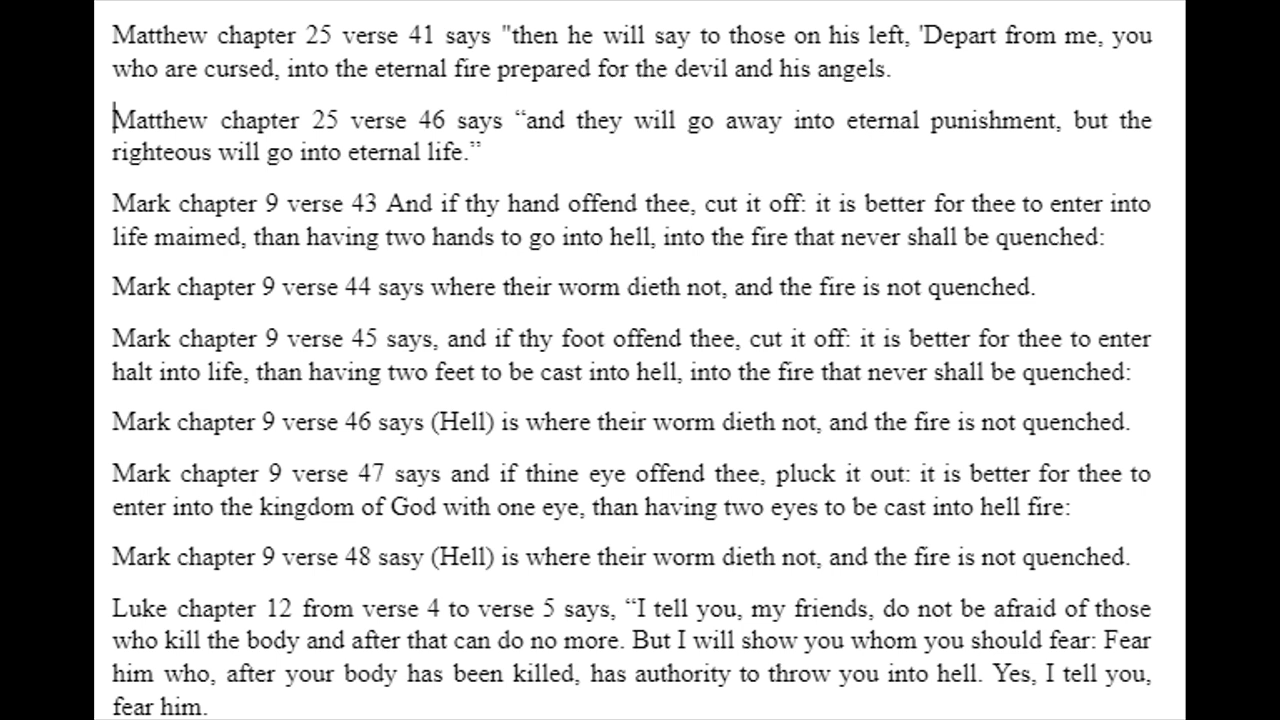 Matthew chapter 25 verse 41 says "then he will say to those on his left, 'Depart from me, you
who are cursed, into the eternal fire prepared for the devil and his angels.
Matthew chapter 25 verse 46 says “and they will go away into eternal punishment, but the
righteous will go into eternal life.”
Mark chapter 9 verse 43 And if thy hand offend thee, cut it off: it is better for thee to enter into
life maimed, than having two hands to go into hell, into the fire that never shall be quenched:
Mark chapter 9 verse 44 says where their worm dieth not, and the fire is not quenched.
Mark chapter 9 verse 45 says, and if thy foot offend thee, cut it off: it is better for thee to enter
halt into life, than having two feet to be cast into hell, into the fire that never shall be quenched:
Mark chapter 9 verse 46 says (Hell) is where their worm dieth not, and the fire is not quenched.
Mark chapter 9 verse 47 says and if thine eye offend thee, pluck it out: it is better for thee to
enter into the kingdom of God with one eye, than having two eyes to be cast into hell fire:
Mark chapter 9 verse 48 sasy (Hell) is where their worm dieth not, and the fire is not quenched.
Luke chapter 12 from verse 4 to verse 5 says, “I tell you, my friends, do not be afraid of those
who kill the body and after that can do no more. But I will show you whom you should fear: Fear
him who, after your body has been killed, has authority to throw you into hell. Yes, I tell you,
fear him.